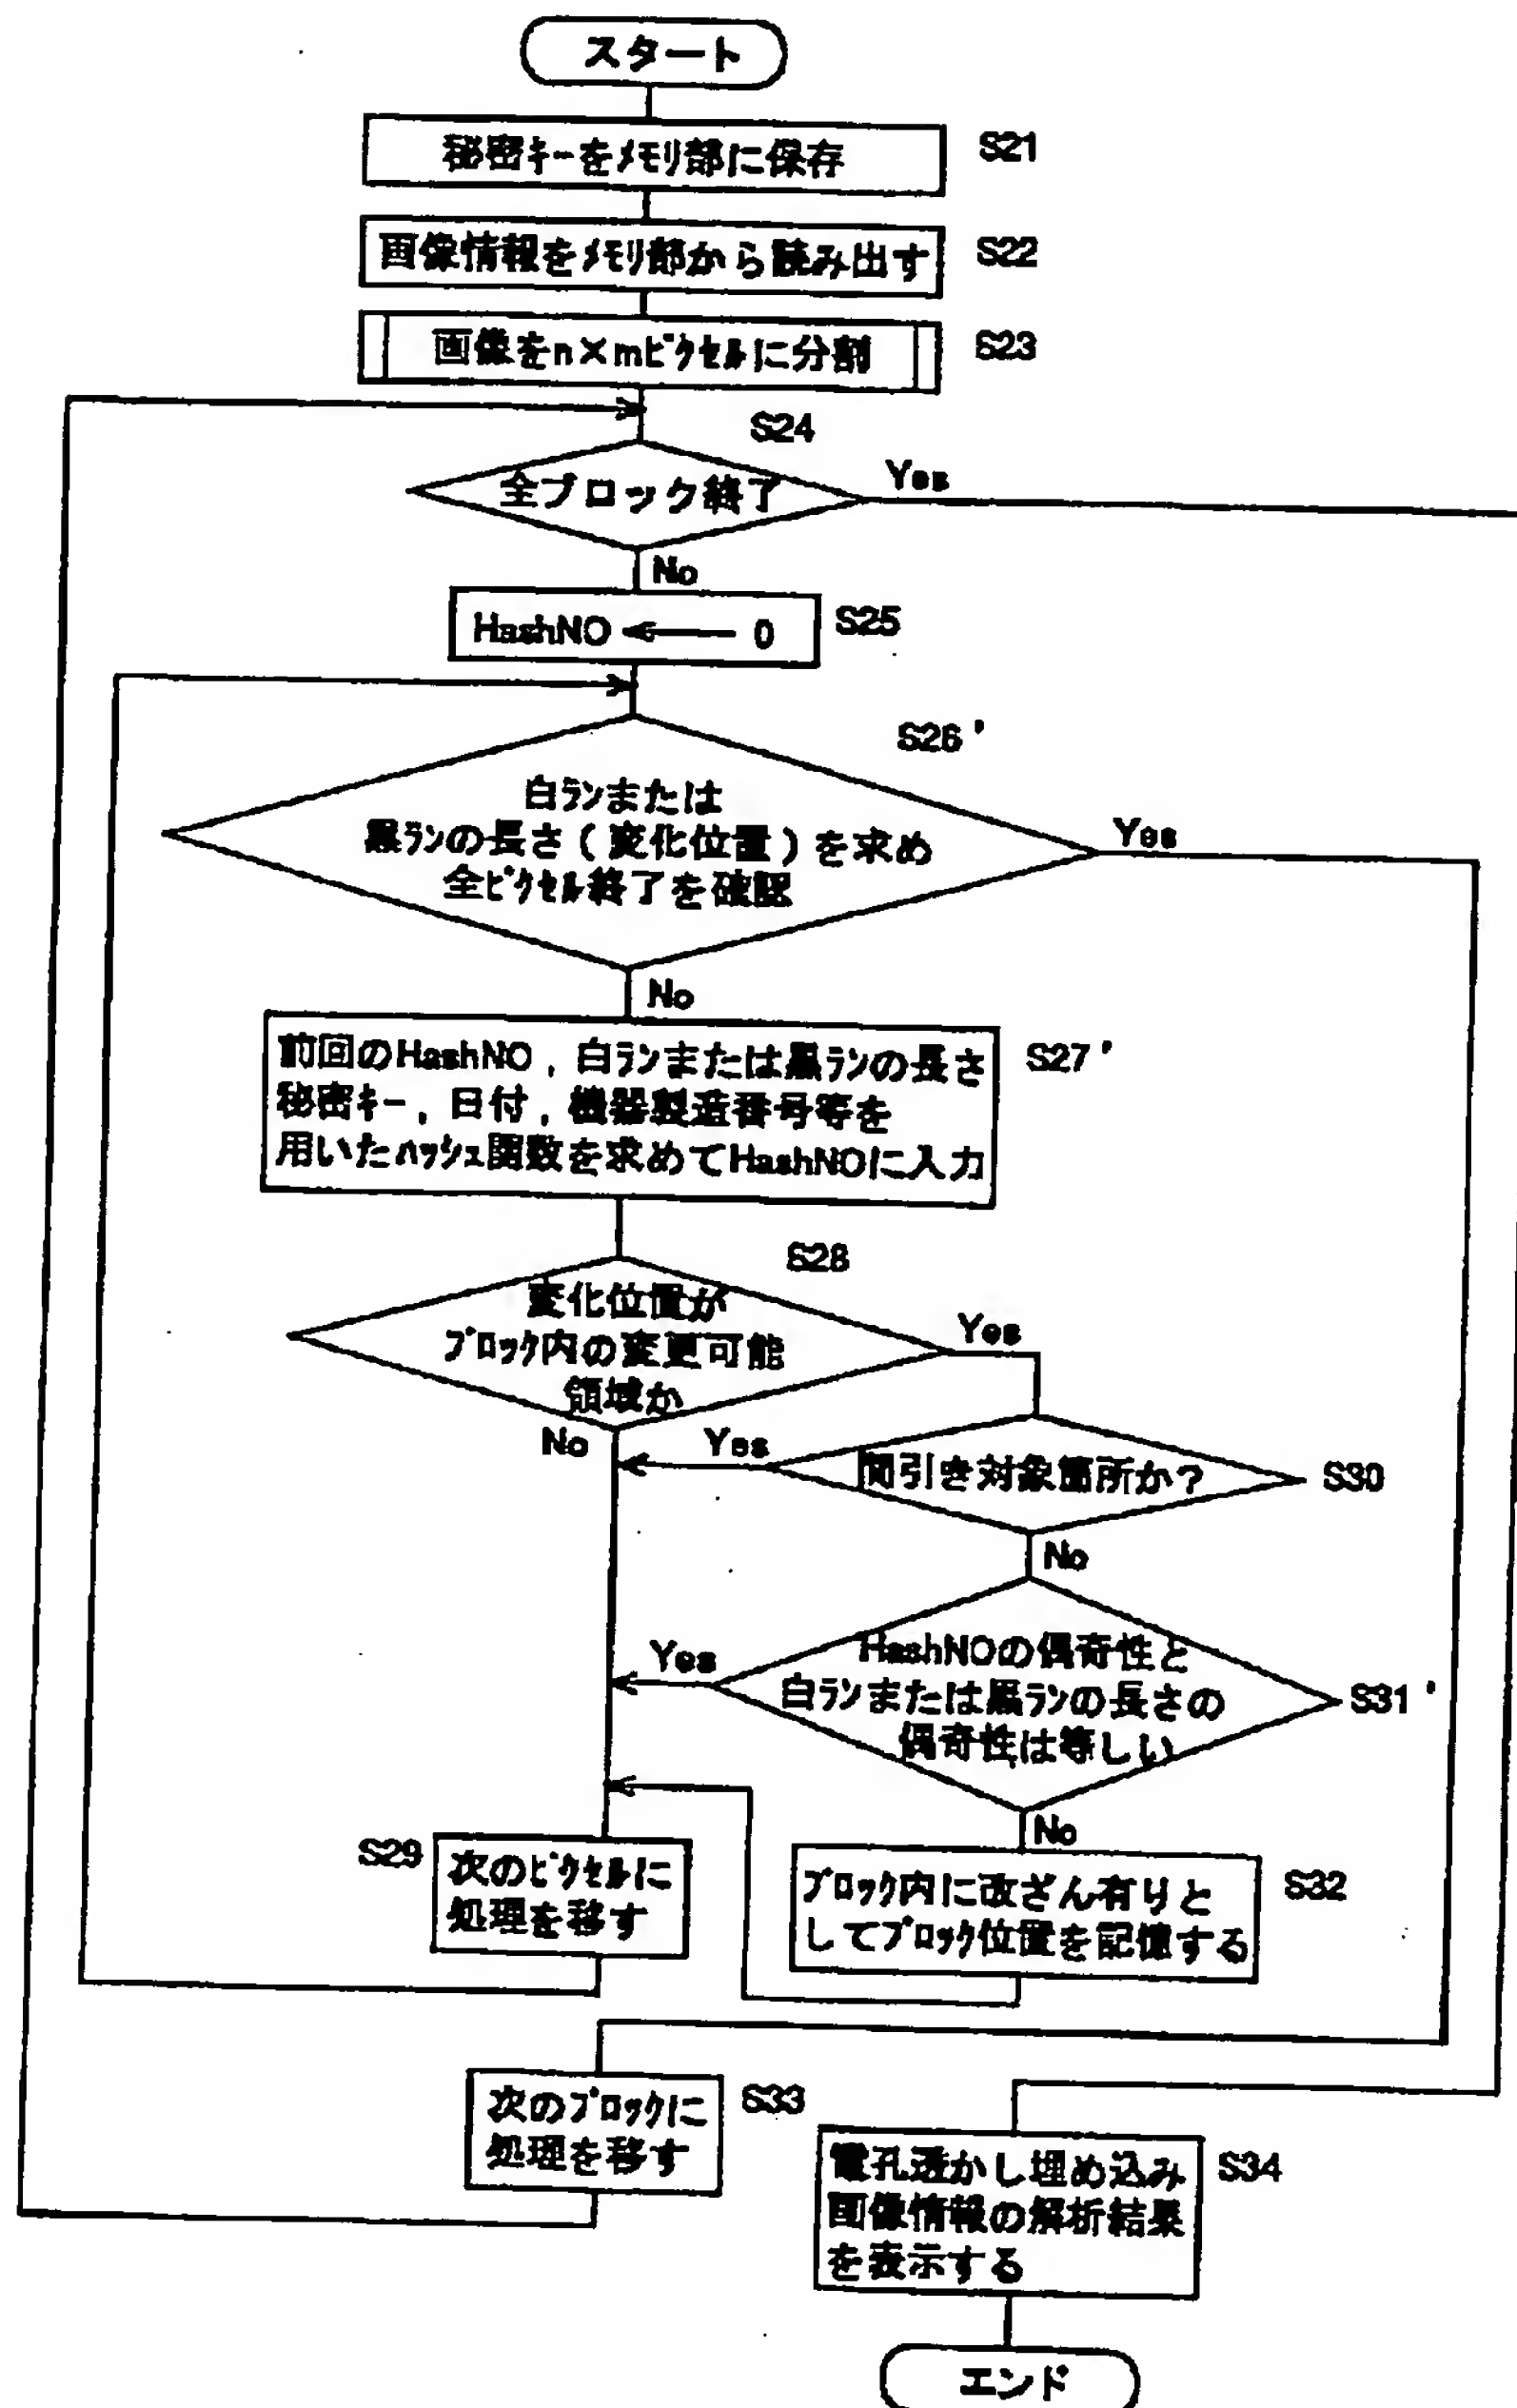 スタート
秘密キーをメモリ部に保存
S21
画像情報をメモリ部から読み出す
S22
画像をn×mピクセルに分割
S23
S24
全ブロック終了
Yes
No
HashNO ← 0
S25
S26'
白ランまたは
黒ランの長さ(変化位置)を求め
全ピクセル終了を確認
Yes
No
前回のHashNO,白ランまたは黒ランの長さ
秘密キー,日付,機器製造番号等を
用いたハッシュ関数を求めてHashNOに入力
S27'
S28
変化位置が
ブロック内の変更可能
領域か
Yes
No
Yes
間引き対象箇所か?
S30
No
HashNOの偶奇性と
白ランまたは黒ランの長さの
偶奇性は等しい
Yes
S31'
No
S29
次のピクセルに
処理を移す
ブロック内に改ざん有りと
してブロック位置を記憶する
S32
次のブロックに
処理を移す
S33
電孔透かし埋め込み
画像情報の解析結果
を表示する
S34
エンド